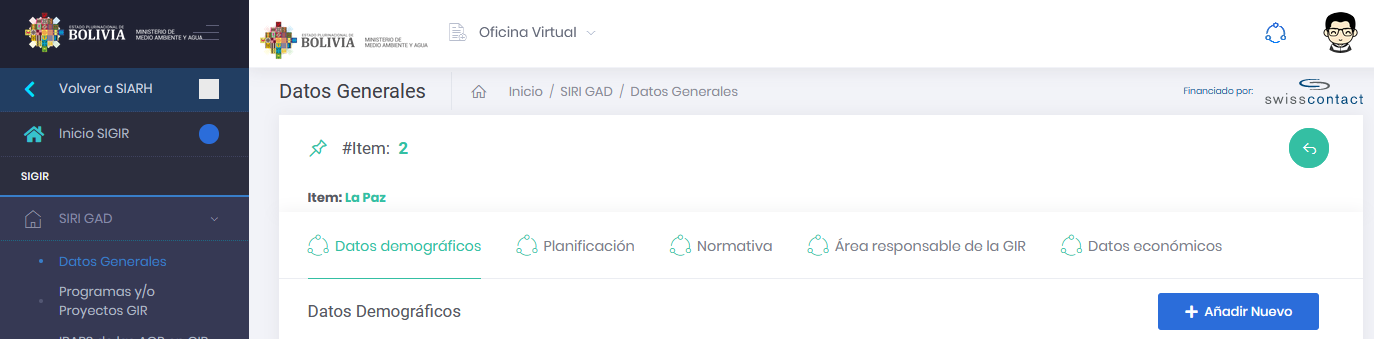 ESTADO PLURINACIONAL DE
BOLIVIA
MINISTERIO DE
MEDIO AMBIENTE Y AGUA
ESTADO PLURINACIONAL DE
BOLIVIA
MINISTERIO DE
MEDIO AMBIENTE Y AGUA
Oficina Virtual
Volver a SIARH
Inicio SIGIR
SIGIR
SIRI GAD
Datos Generales
Programas y/o
Proyectos GIR
Datos Generales
Inicio / SIRI GAD / Datos Generales
Financiado por:
swisscontact
#Item: 2
Item: La Paz
Datos demográficos
Planificación
Normativa
Área responsable de la GIR
Datos económicos
Datos Demográficos
Añadir Nuevo